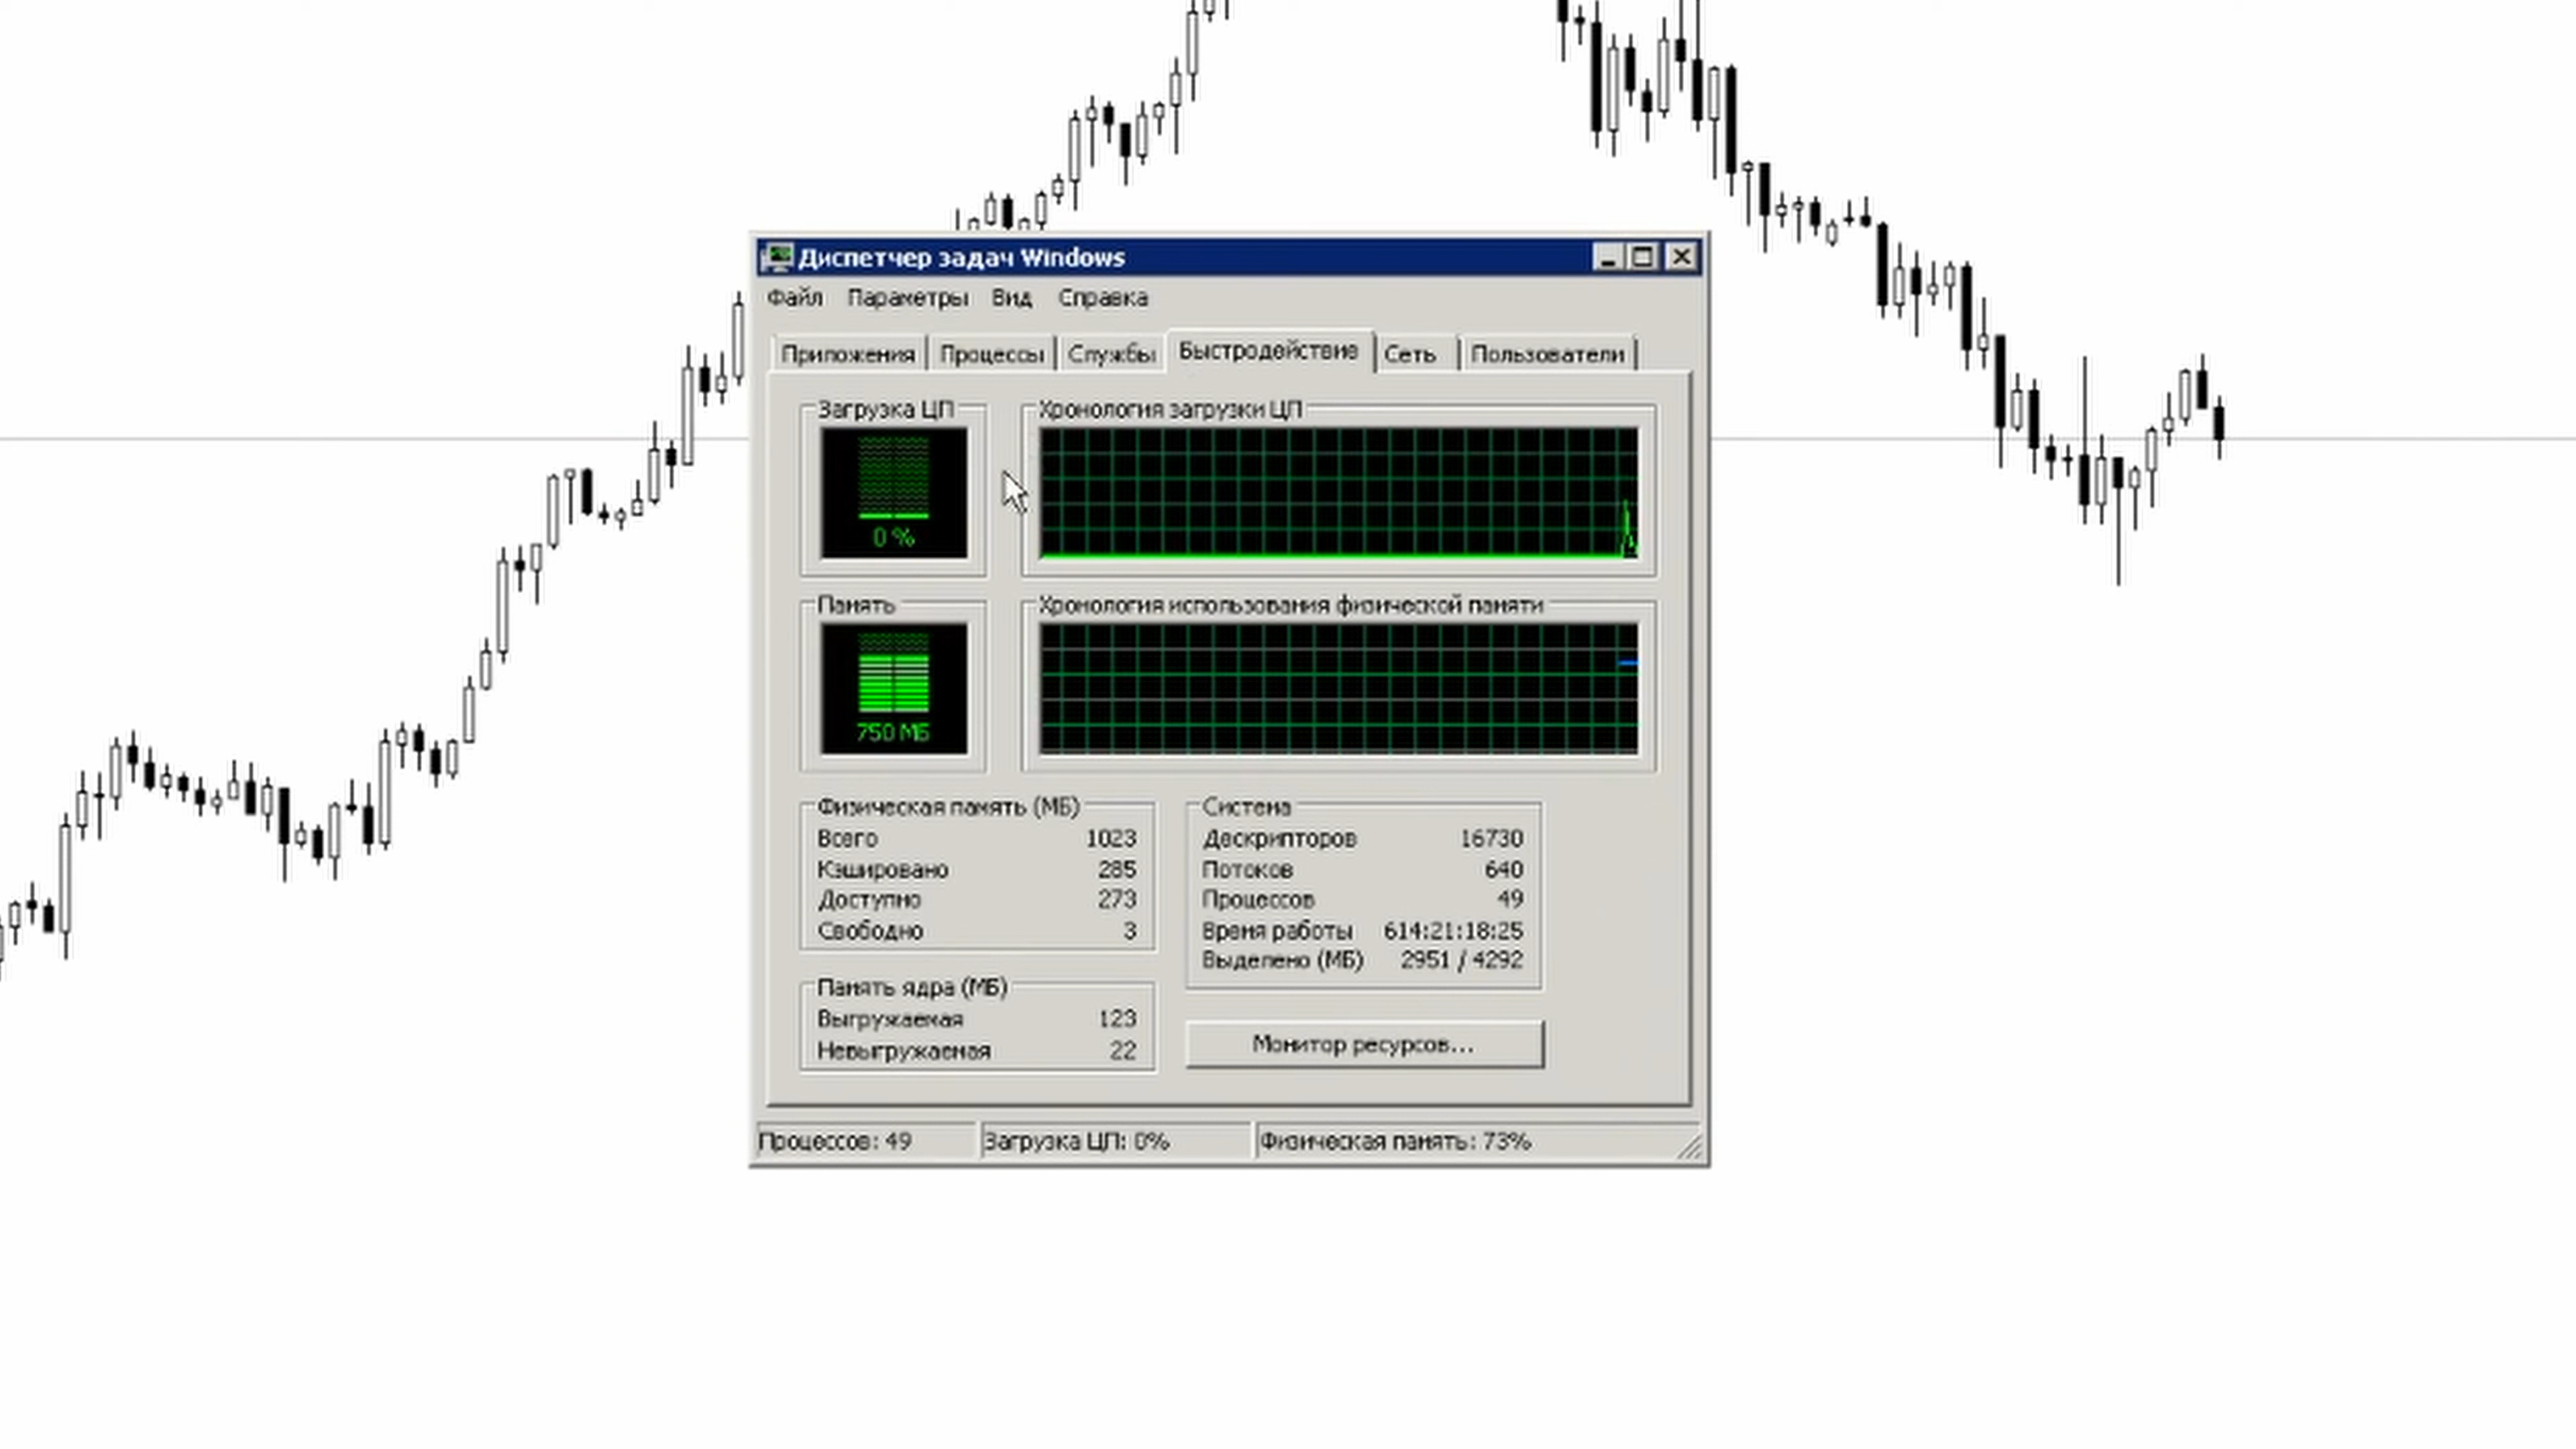 Диспетчер задач Windows
Файл Параметры Вид Справка
Приложения Процессы Службы Быстродействие Сеть Пользователи
Загрузка ЦП
Хронология загрузки ЦП
0 %
Память
Хронология использования физической памяти
750 МБ
Физическая память (МБ)
Всего 1023
Кэшировано 285
Доступно 273
Свободно 3
Система
Дескрипторов 16730
Потоков 640
Процессов 49
Время работы 614:21:18:25
Выделено (МБ) 2951 / 4292
Память ядра (МБ)
Выгружаемая 123
Невыгружаемая 22
Монитор ресурсов...
Процессов: 49 Загрузка ЦП: 0% Физическая память: 73%